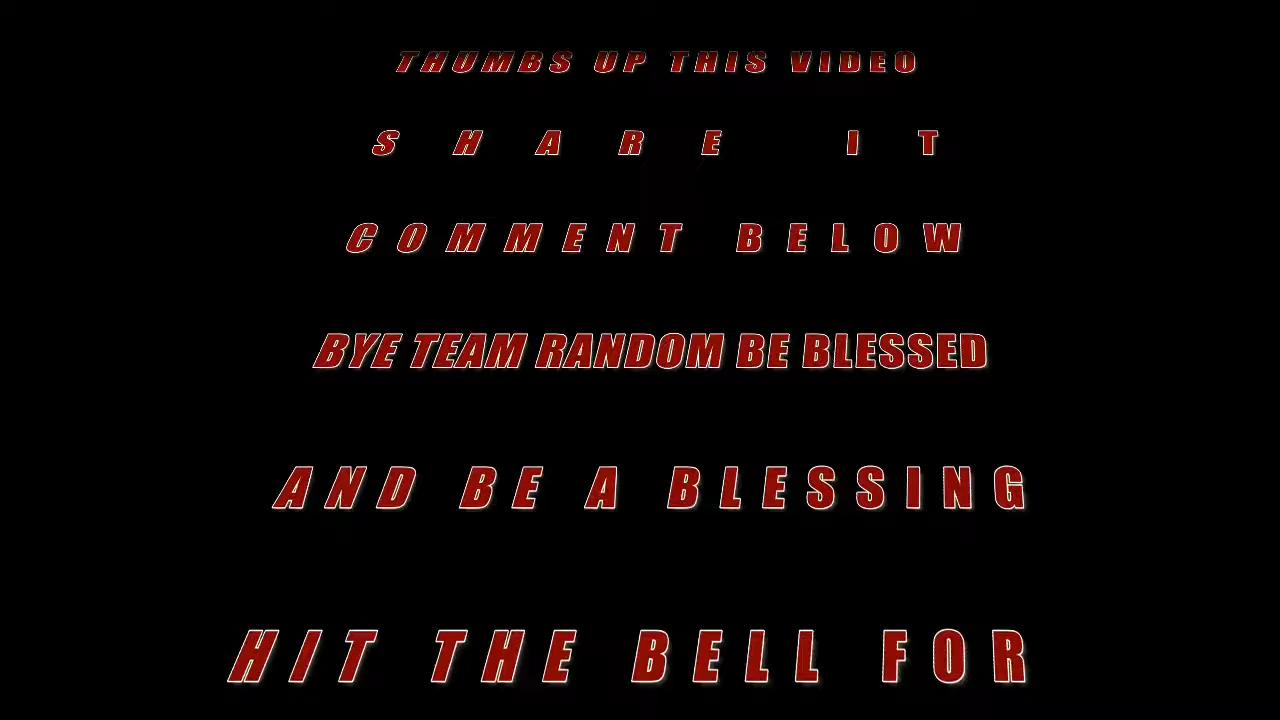 THUMBS UP THIS VIDEO
SHARE IT
COMMENT BELOW
BYE TEAM RANDOM BE BLESSED
AND BE A BLESSING
HIT THE BELL FOR